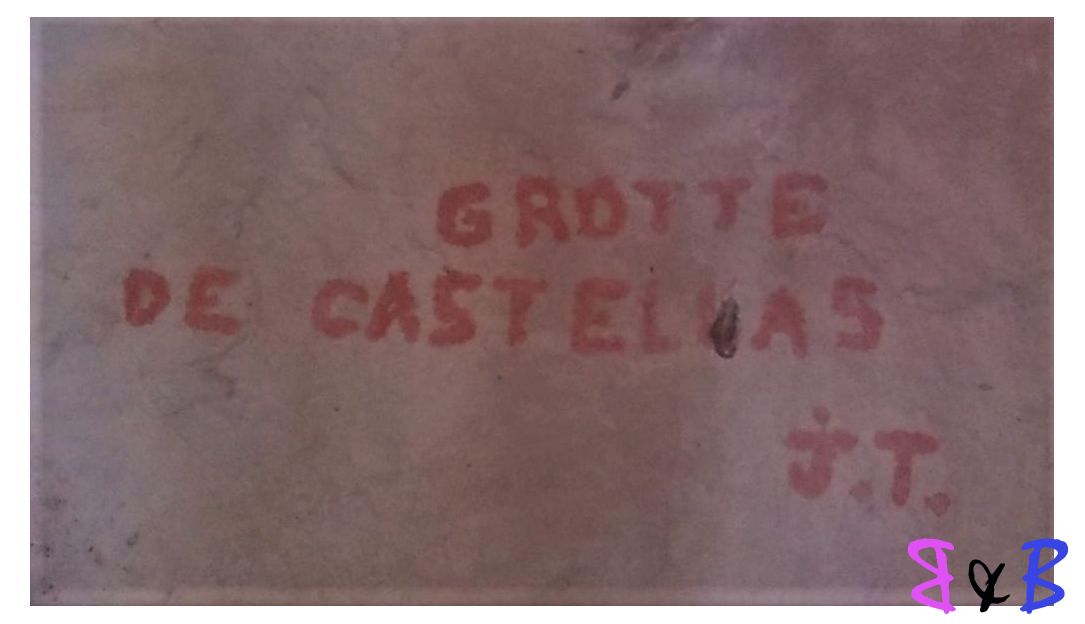 GROTTE
DE CASTELLAS
J.T.
B & B